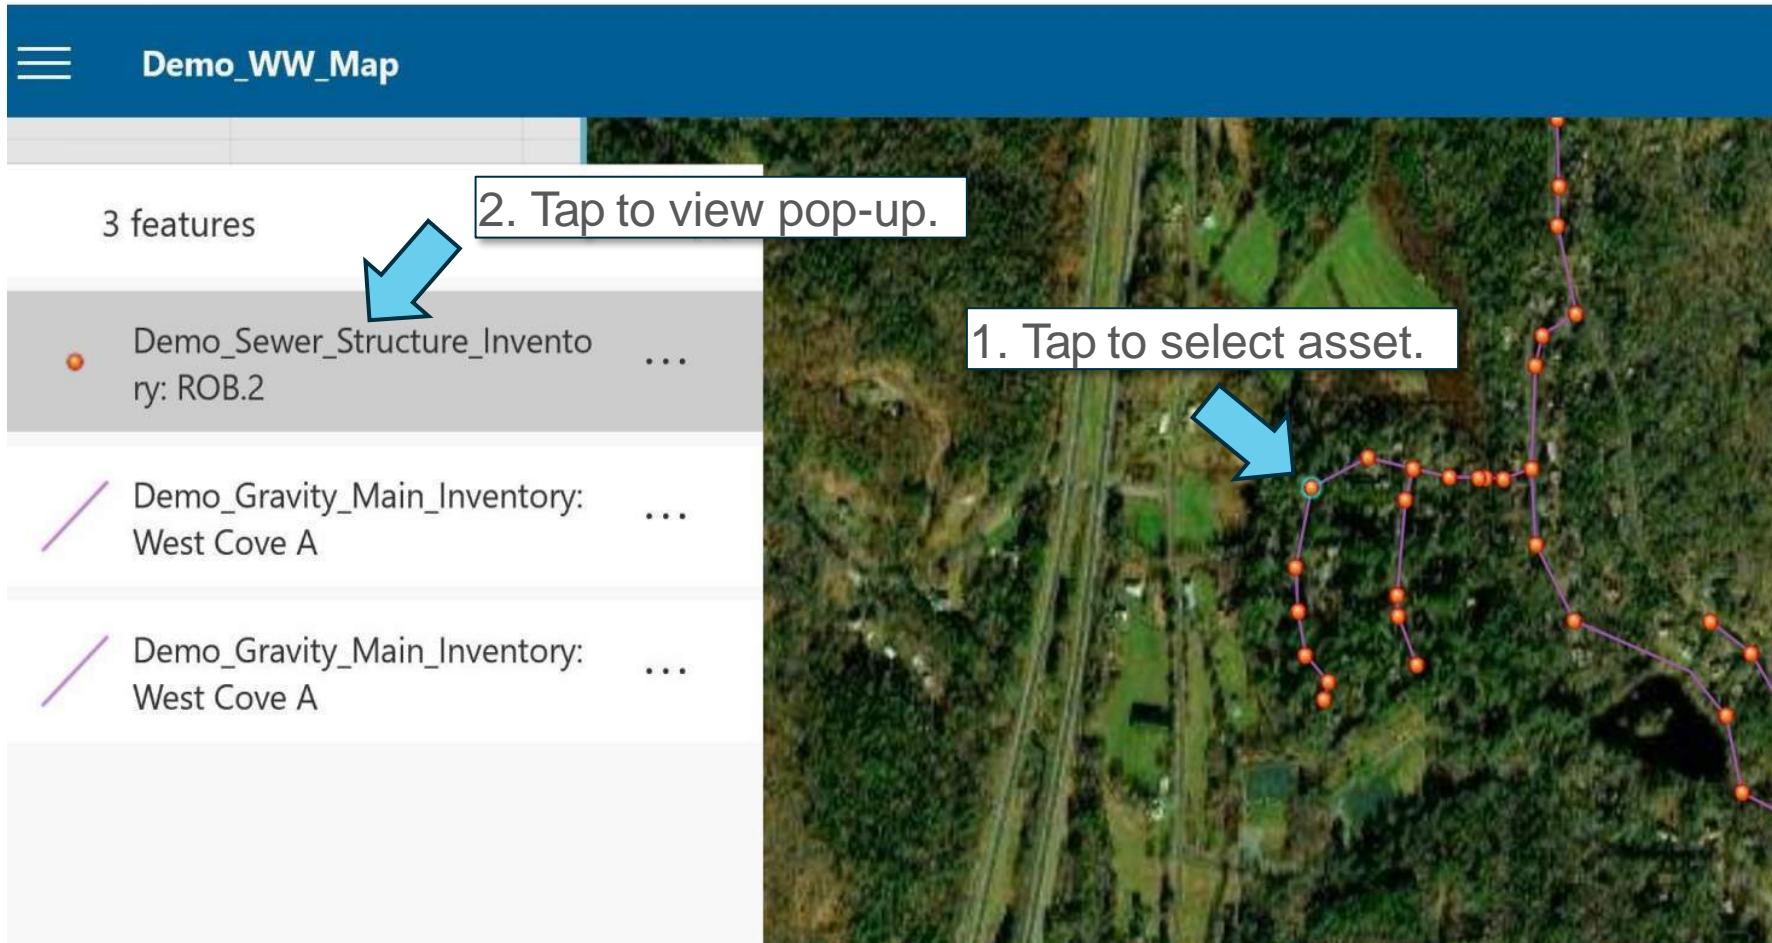 Demo_WW_Map
3 features
2. Tap to view pop-up.
Demo_Sewer_Structure_Invento
ry: ROB.2
...
1. Tap to select asset.
Demo_Gravity_Main_Inventory:
West Cove A
...
Demo_Gravity_Main_Inventory:
West Cove A
...